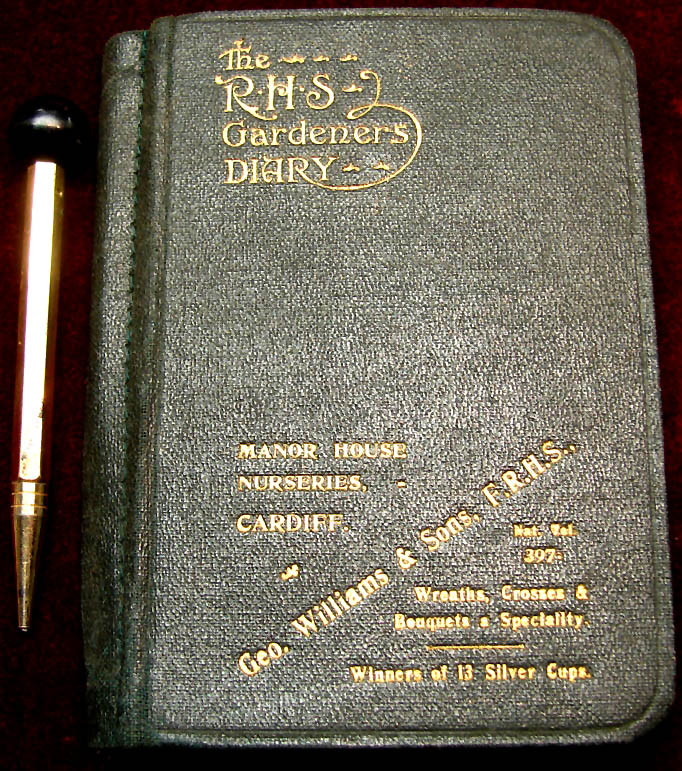 The
R·H·S
Gardeners
DIARY
MANOR HOUSE
NURSERIES, -
CARDIFF.
Geo. Williams & Sons, F.R.H.S.,
Nat. Tel.
397.
Wreaths, Crosses &
Bouquets a Speciality.
Winners of 13 Silver Cups.